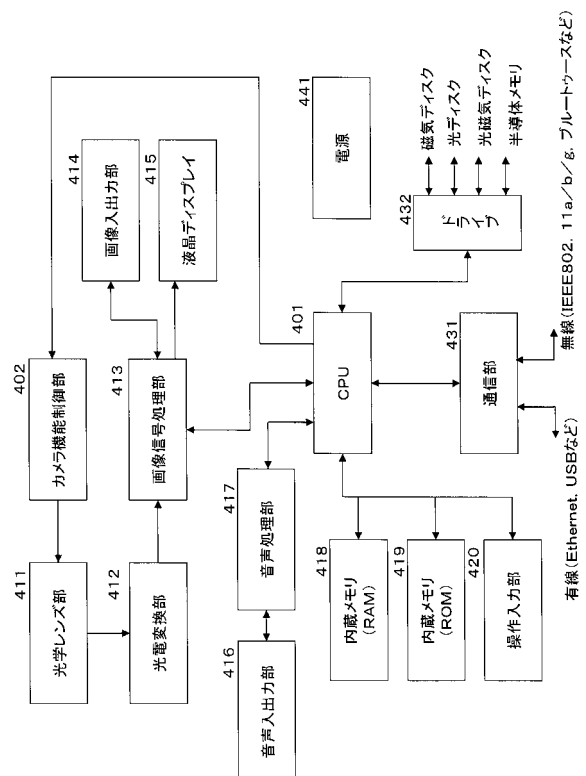 411
光学レンズ部
402
カメラ機能制御部
412
光電変換部
413
画像信号処理部
414
画像入出力部
415
液晶ディスプレイ
416
音声入出力部
417
音声処理部
401
CPU
441
電源
418
内蔵メモリ
(RAM)
419
内蔵メモリ
(ROM)
420
操作入力部
431
通信部
432
ドライブ
磁気ディスク
光ディスク
光磁気ディスク
半導体メモリ
有線(Ethernet, USBなど)
無線(IEEE802. 11a/b/g, ブルートゥースなど)